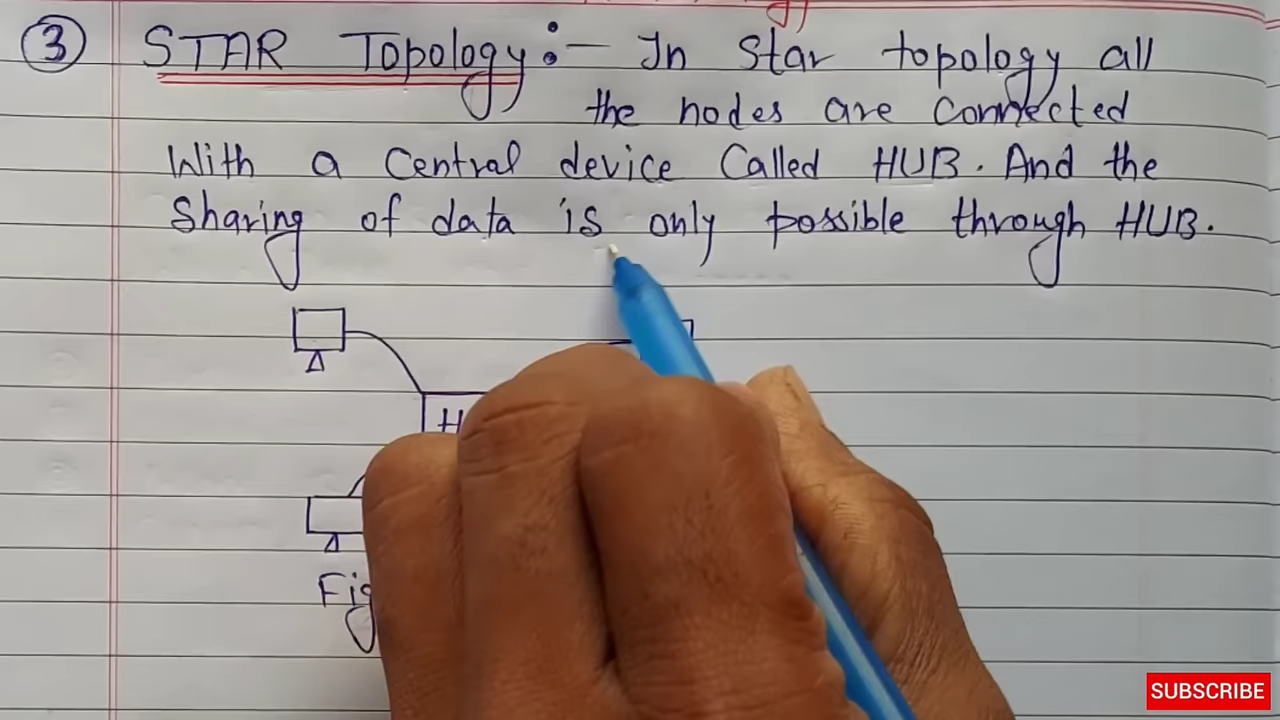 3 STAR Topology :- In Star topology all
the nodes are connected
With a Central device Called HUB. And the
Sharing of data is only possible through HUB.
H
Fig
SUBSCRIBE